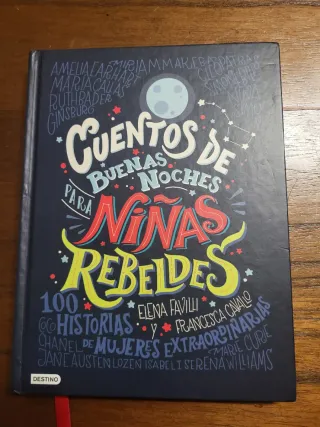 AMELIA EARHART
MARIA CALLAS
RUTH BADER
GINSBURG
CUENTOS DE
BUENAS
NOCHES
PARA
NIÑAS
REBELDES
100
ELENA FAVILLI
COCO HISTORIAS Y FRANCESCA CAVALLO
CHANEL DE MUJERES EXTRAORDINARIAS
MARIE CURIE
JANE AUSTEN LOZEN ISABEL I SERENA WILLIAMS
DESTINO